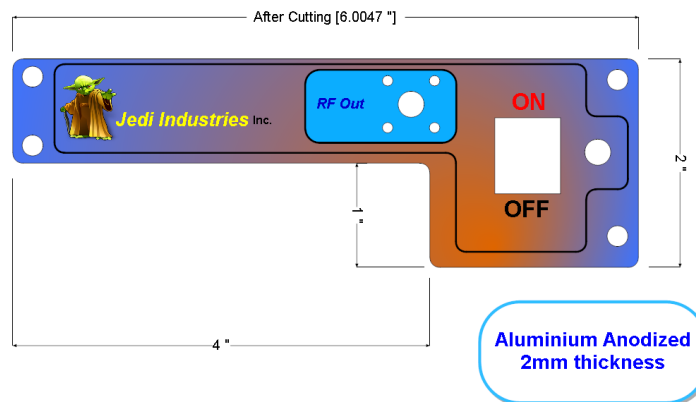 After Cutting [6.0047 "]
RF Out
ON
Jedi Industries Inc.
2 "
OFF
1 "
4 "
Aluminium Anodized
2mm thickness